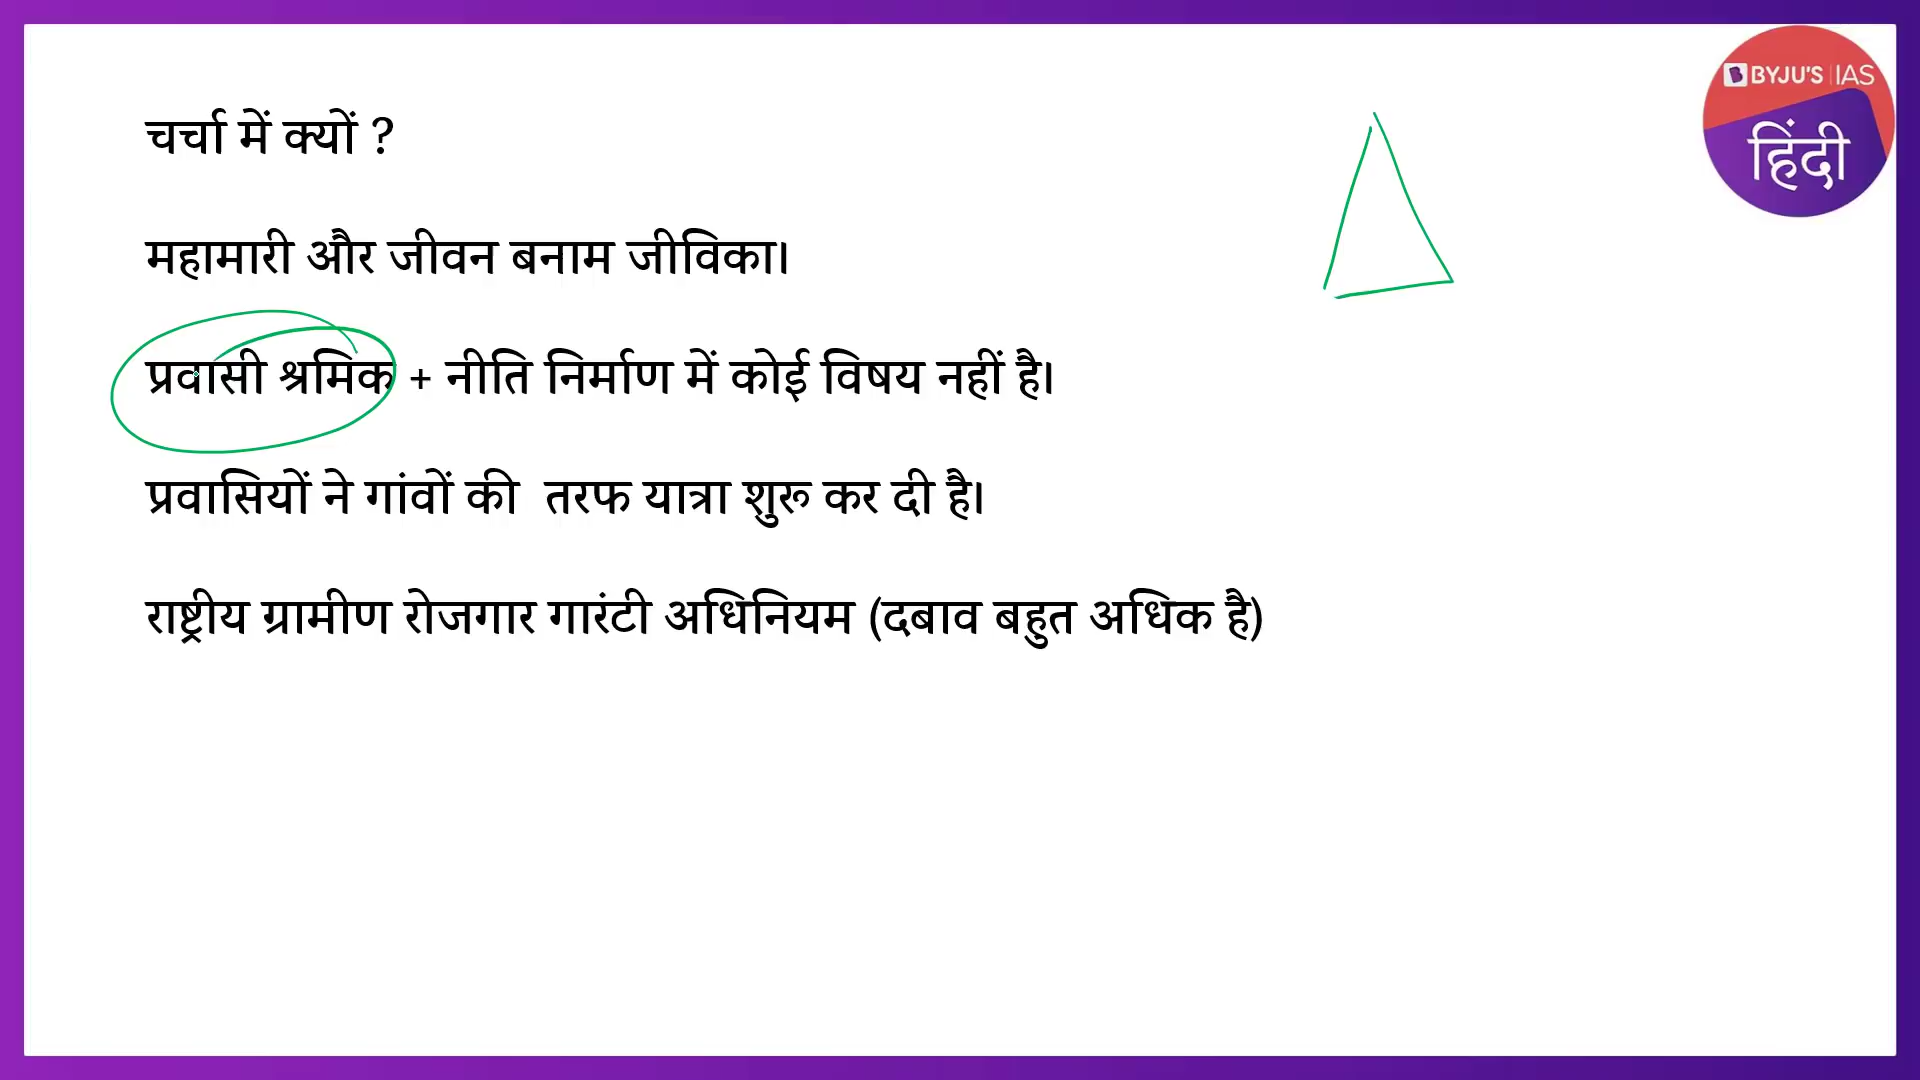 BYJU'S IAS
हिंदी
चर्चा में क्यों ?
महामारी और जीवन बनाम जीविका।
प्रवासी श्रमिक + नीति निर्माण में कोई विषय नहीं है।
प्रवासियों ने गांवों की  तरफ यात्रा शुरू कर दी है।
राष्ट्रीय ग्रामीण रोजगार गारंटी अधिनियम (दबाव बहुत अधिक है)